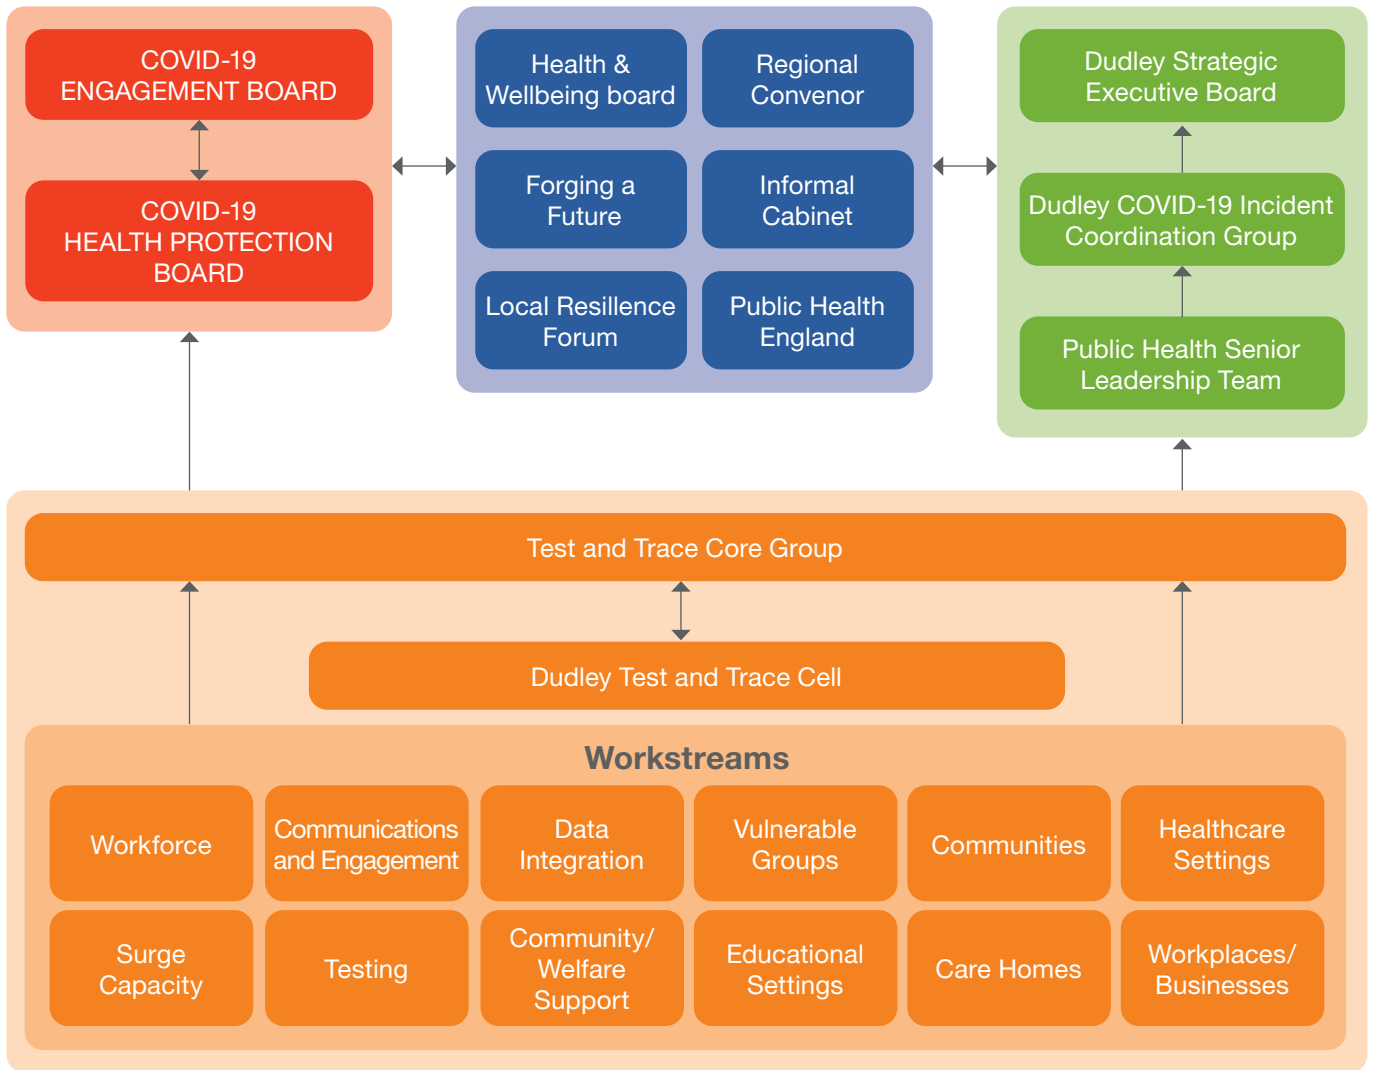 COVID-19
ENGAGEMENT BOARD
COVID-19
HEALTH PROTECTION
BOARD
Health &
Wellbeing board
Regional
Convenor
Forging a
Future
Informal
Cabinet
Local Resillence
Forum
Public Health
England
Dudley Strategic
Executive Board
Dudley COVID-19 Incident
Coordination Group
Public Health Senior
Leadership Team
Test and Trace Core Group
Dudley Test and Trace Cell
Workstreams
Workforce
Communications
and Engagement
Data
Integration
Vulnerable
Groups
Communities
Healthcare
Settings
Surge
Capacity
Testing
Community/
Welfare
Support
Educational
Settings
Care Homes
Workplaces/
Businesses